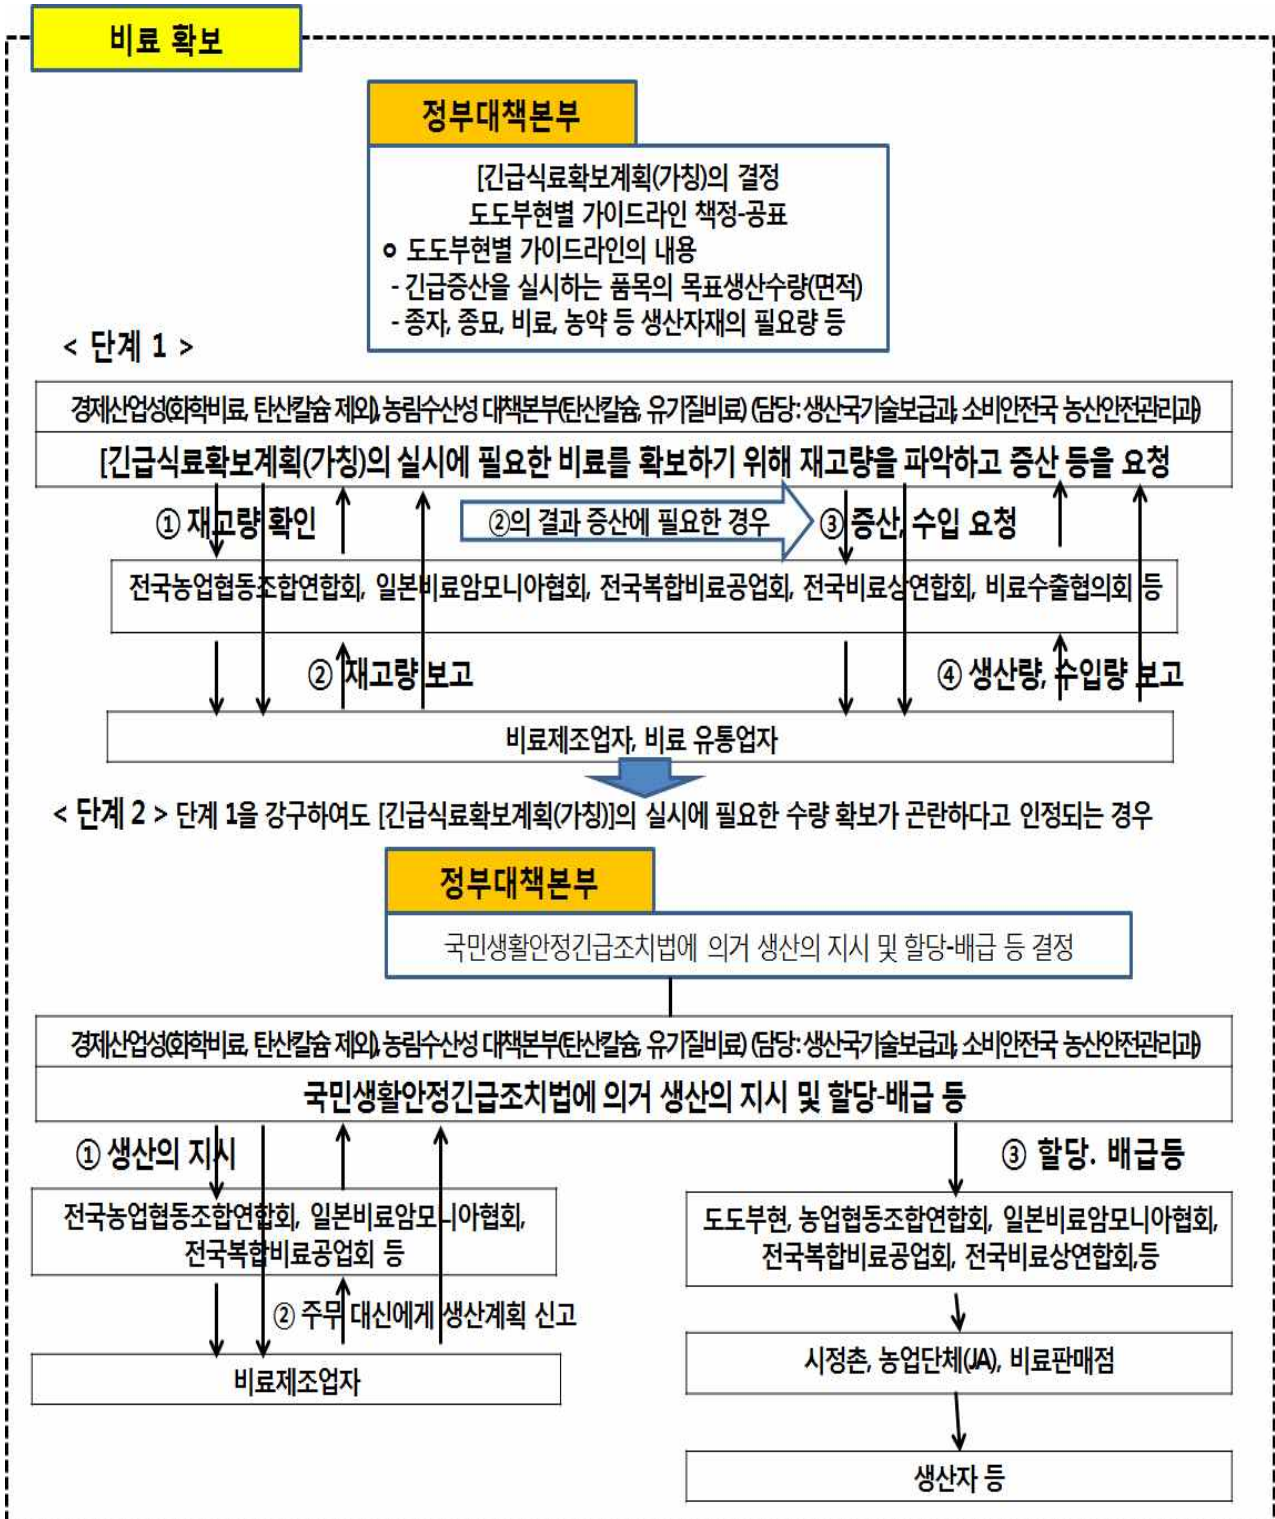 비료 확보
정부대책본부
[긴급식료확보계획(가칭)의 결정
도도부현별 가이드라인 책정-공표
ㅇ 도도부현별 가이드라인의 내용
- 긴급증산을 실시하는 품목의 목표생산수량(면적)
- 종자, 종묘, 비료, 농약 등 생산자재의 필요량 등
< 단계 1 >
경제산업성(화학비료, 탄산칼슘 제외), 농림수산성 대책본부(탄산칼슘, 유기질비료) (담당: 생산국기술보급과, 소비안전국 농산안전관리과)
[긴급식료확보계획(가칭)의 실시에 필요한 비료를 확보하기 위해 재고량을 파악하고 증산 등을 요청
① 재고량 확인
②의 결과 증산에 필요한 경우
③ 증산, 수입 요청
전국농업협동조합연합회, 일본비료암모니아협회, 전국복합비료공업회, 전국비료상연합회, 비료수출협의회 등
② 재고량 보고
④ 생산량, 수입량 보고
비료제조업자, 비료 유통업자
< 단계 2 > 단계 1을 강구하여도 [긴급식료확보계획(가칭)]의 실시에 필요한 수량 확보가 곤란하다고 인정되는 경우
정부대책본부
국민생활안정긴급조치법에 의거 생산의 지시 및 할당-배급 등 결정
경제산업성(화학비료, 탄산칼슘 제외), 농림수산성 대책본부(탄산칼슘, 유기질비료) (담당: 생산국기술보급과, 소비안전국 농산안전관리과)
국민생활안정긴급조치법에 의거 생산의 지시 및 할당-배급 등
① 생산의 지시
③ 할당. 배급등
전국농업협동조합연합회, 일본비료암모니아협회,
전국복합비료공업회 등
도도부현, 농업협동조합연합회, 일본비료암모니아협회,
전국복합비료공업회, 전국비료상연합회,등
② 주무 대신에게 생산계획 신고
시정촌, 농업단체(JA), 비료판매점
비료제조업자
생산자 등